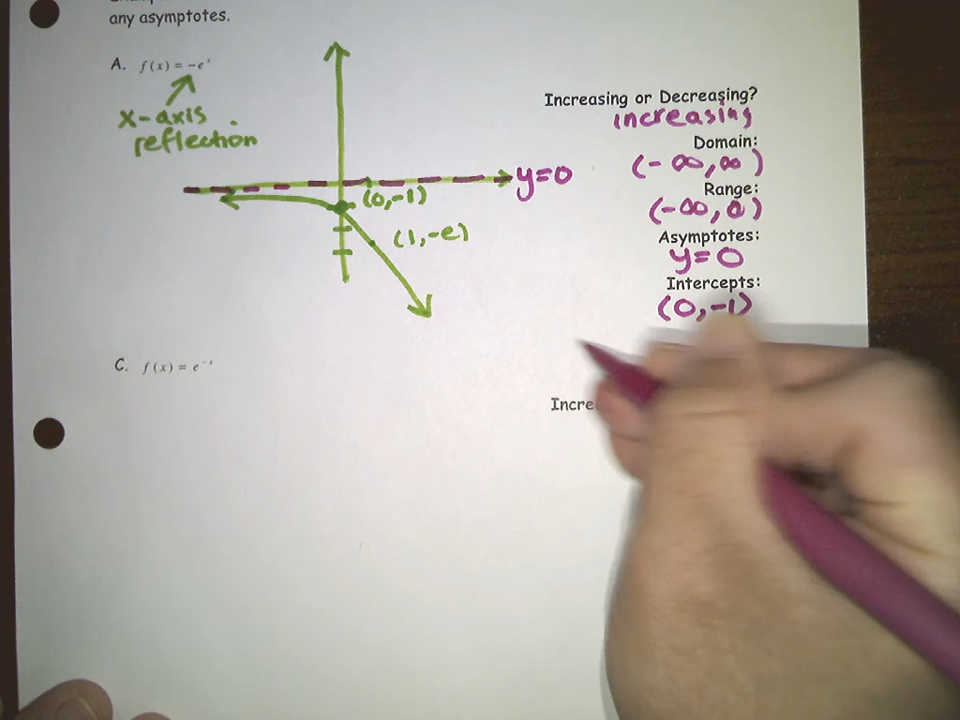 any asymptotes.
A. f(x) = -eˣ
x-axis
reflection
y=0
(0,-1)
(1,-e)
Increasing or Decreasing?
increasing
Domain:
(-∞,∞)
Range:
(-∞,0)
Asymptotes:
y=0
Intercepts:
(0,-1)
C. f(x) = e⁻ˣ